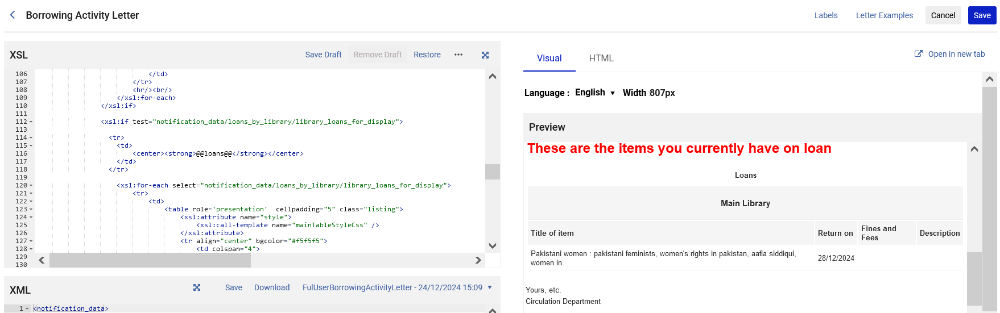 Borrowing Activity Letter
Labels
Letter Examples
Cancel
Save
XSL
Save Draft
Remove Draft
Restore
106 </td>
107 </tr>
108 <hr/><br/>
109 </xsl:for-each>
110 </xsl:if>
111
112 <xsl:if test="notification_data/loans_by_library/library_loans_for_display">
113
114 <tr>
115 <td>
116 <center><strong>@@loans@@</strong></center>
117 </td>
118 </tr>
119
120 <xsl:for-each select="notification_data/loans_by_library/library_loans_for_display">
121 <tr>
122 <td>
123 <table role='presentation'  cellpadding="5" class="listing">
124 <xsl:attribute name="style">
125 <xsl:call-template name="mainTableStyleCss" />
126 </xsl:attribute>
127 <tr align="center" bgcolor="#f5f5f5">
128 <td colspan="4">
129
130
XML
Save
Download
FulUserBorrowingActivityLetter - 24/12/2024 15:09
1 <notification_data>
Visual
HTML
Open in new tab
Language : English
Width :807px
Preview
These are the items you currently have on loan
Loans
Main Library
Title of item
Return on
Fines and
Fees
Description
Pakistani women : pakistani feminists, women's rights in pakistan, aafia siddiqui,
women in.
28/12/2024
Yours, etc.
Circulation Department